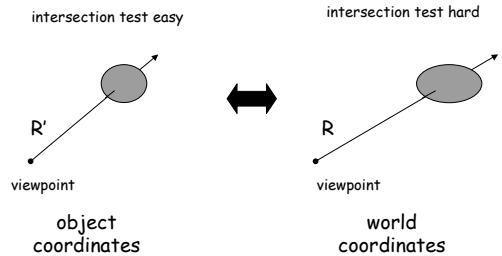 intersection test easy
intersection test hard
R'
R
viewpoint
viewpoint
object
coordinates
world
coordinates